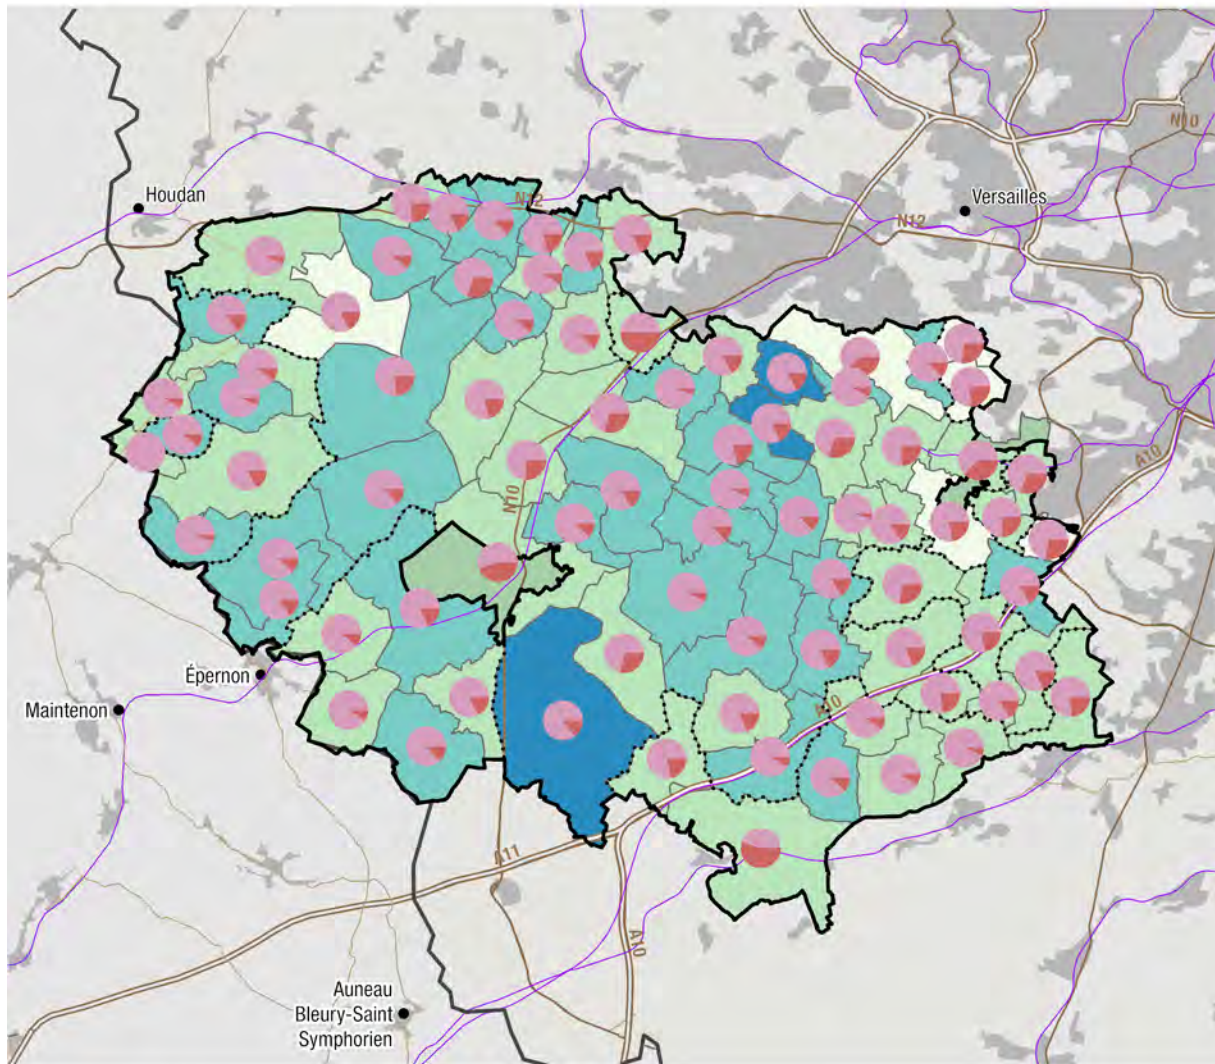 N10
Houdan
N12
Versailles
N12
A10
N10
Épernon
Maintenon
A10
A11
A10
Auneau
Bleury-Saint
Symphorien